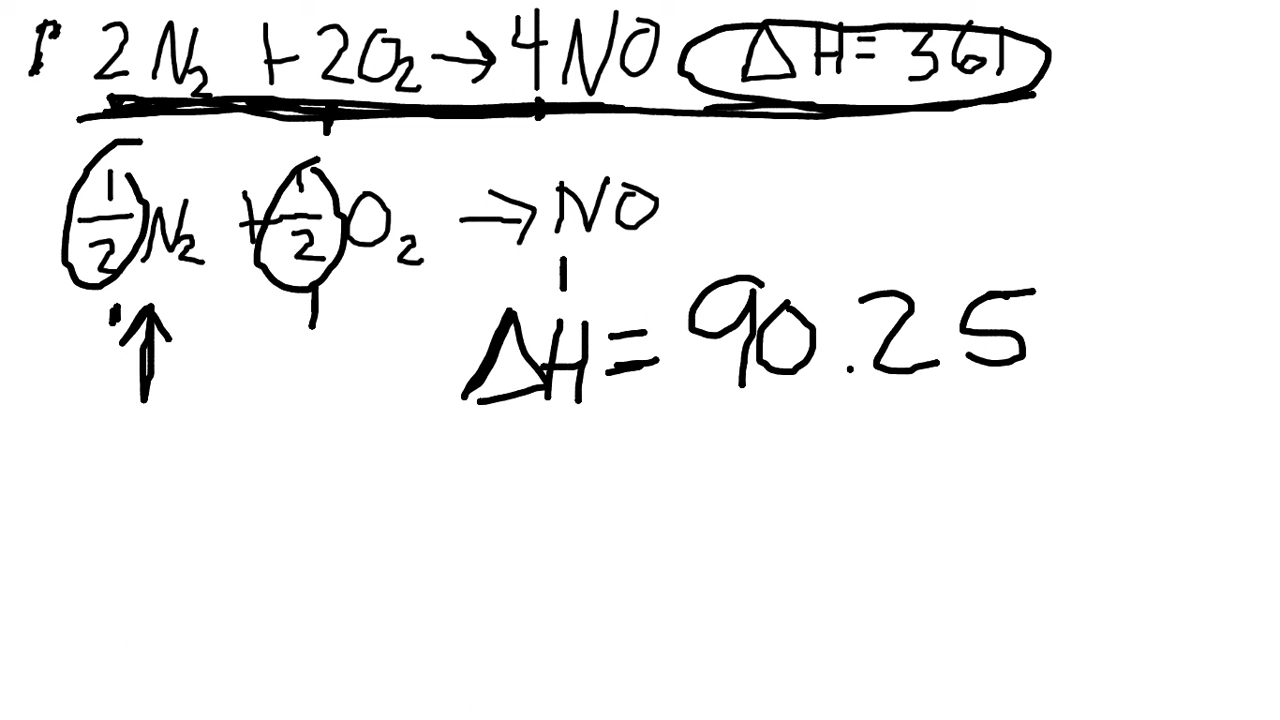 2N₂ + 2O₂ → 4NO ΔH = 361
1/2 N₂ + 1/2 O₂ → NO
ΔH = 90.25